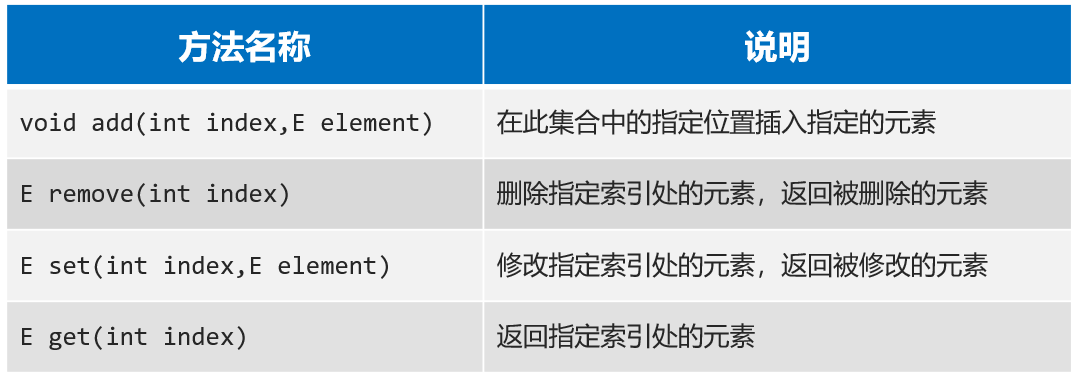 方法名称 说明
void add(int index,E element) 在此集合中的指定位置插入指定的元素
E remove(int index) 删除指定索引处的元素，返回被删除的元素
E set(int index,E element) 修改指定索引处的元素，返回被修改的元素
E get(int index) 返回指定索引处的元素